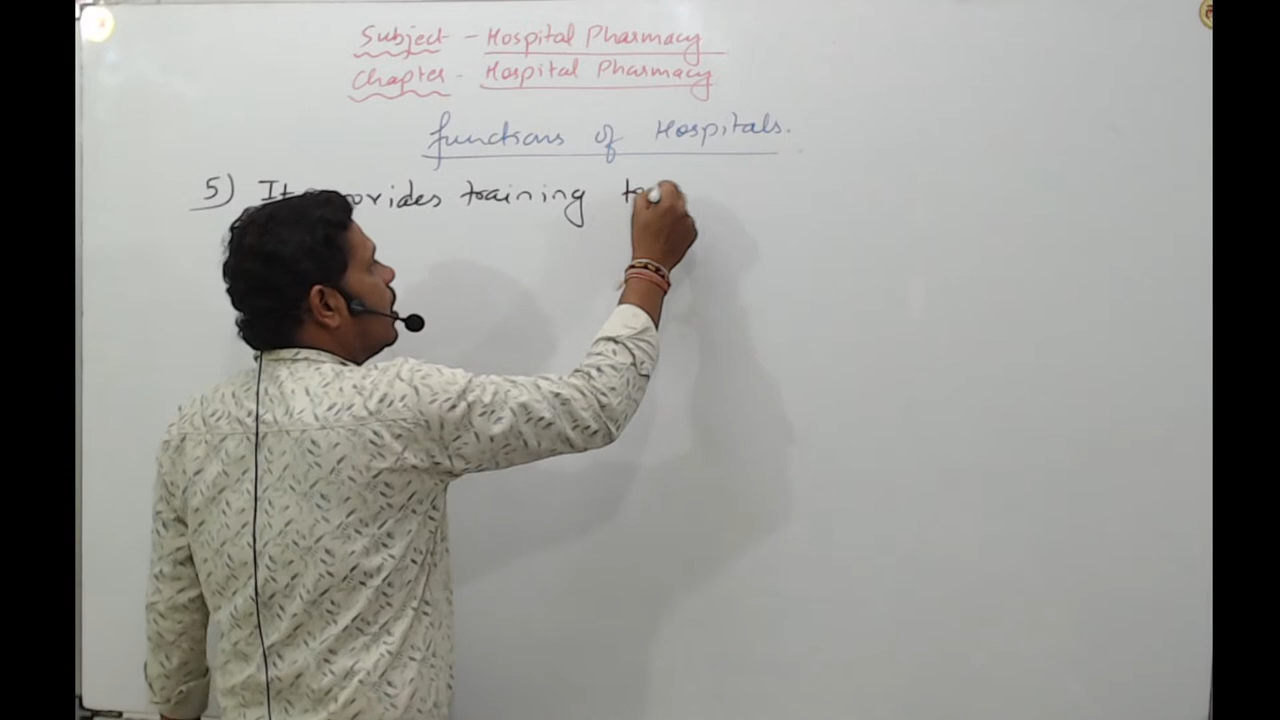 Subject - Hospital Pharmacy
Chapter - Hospital Pharmacy
functions of Hospitals.
5) It provides training to